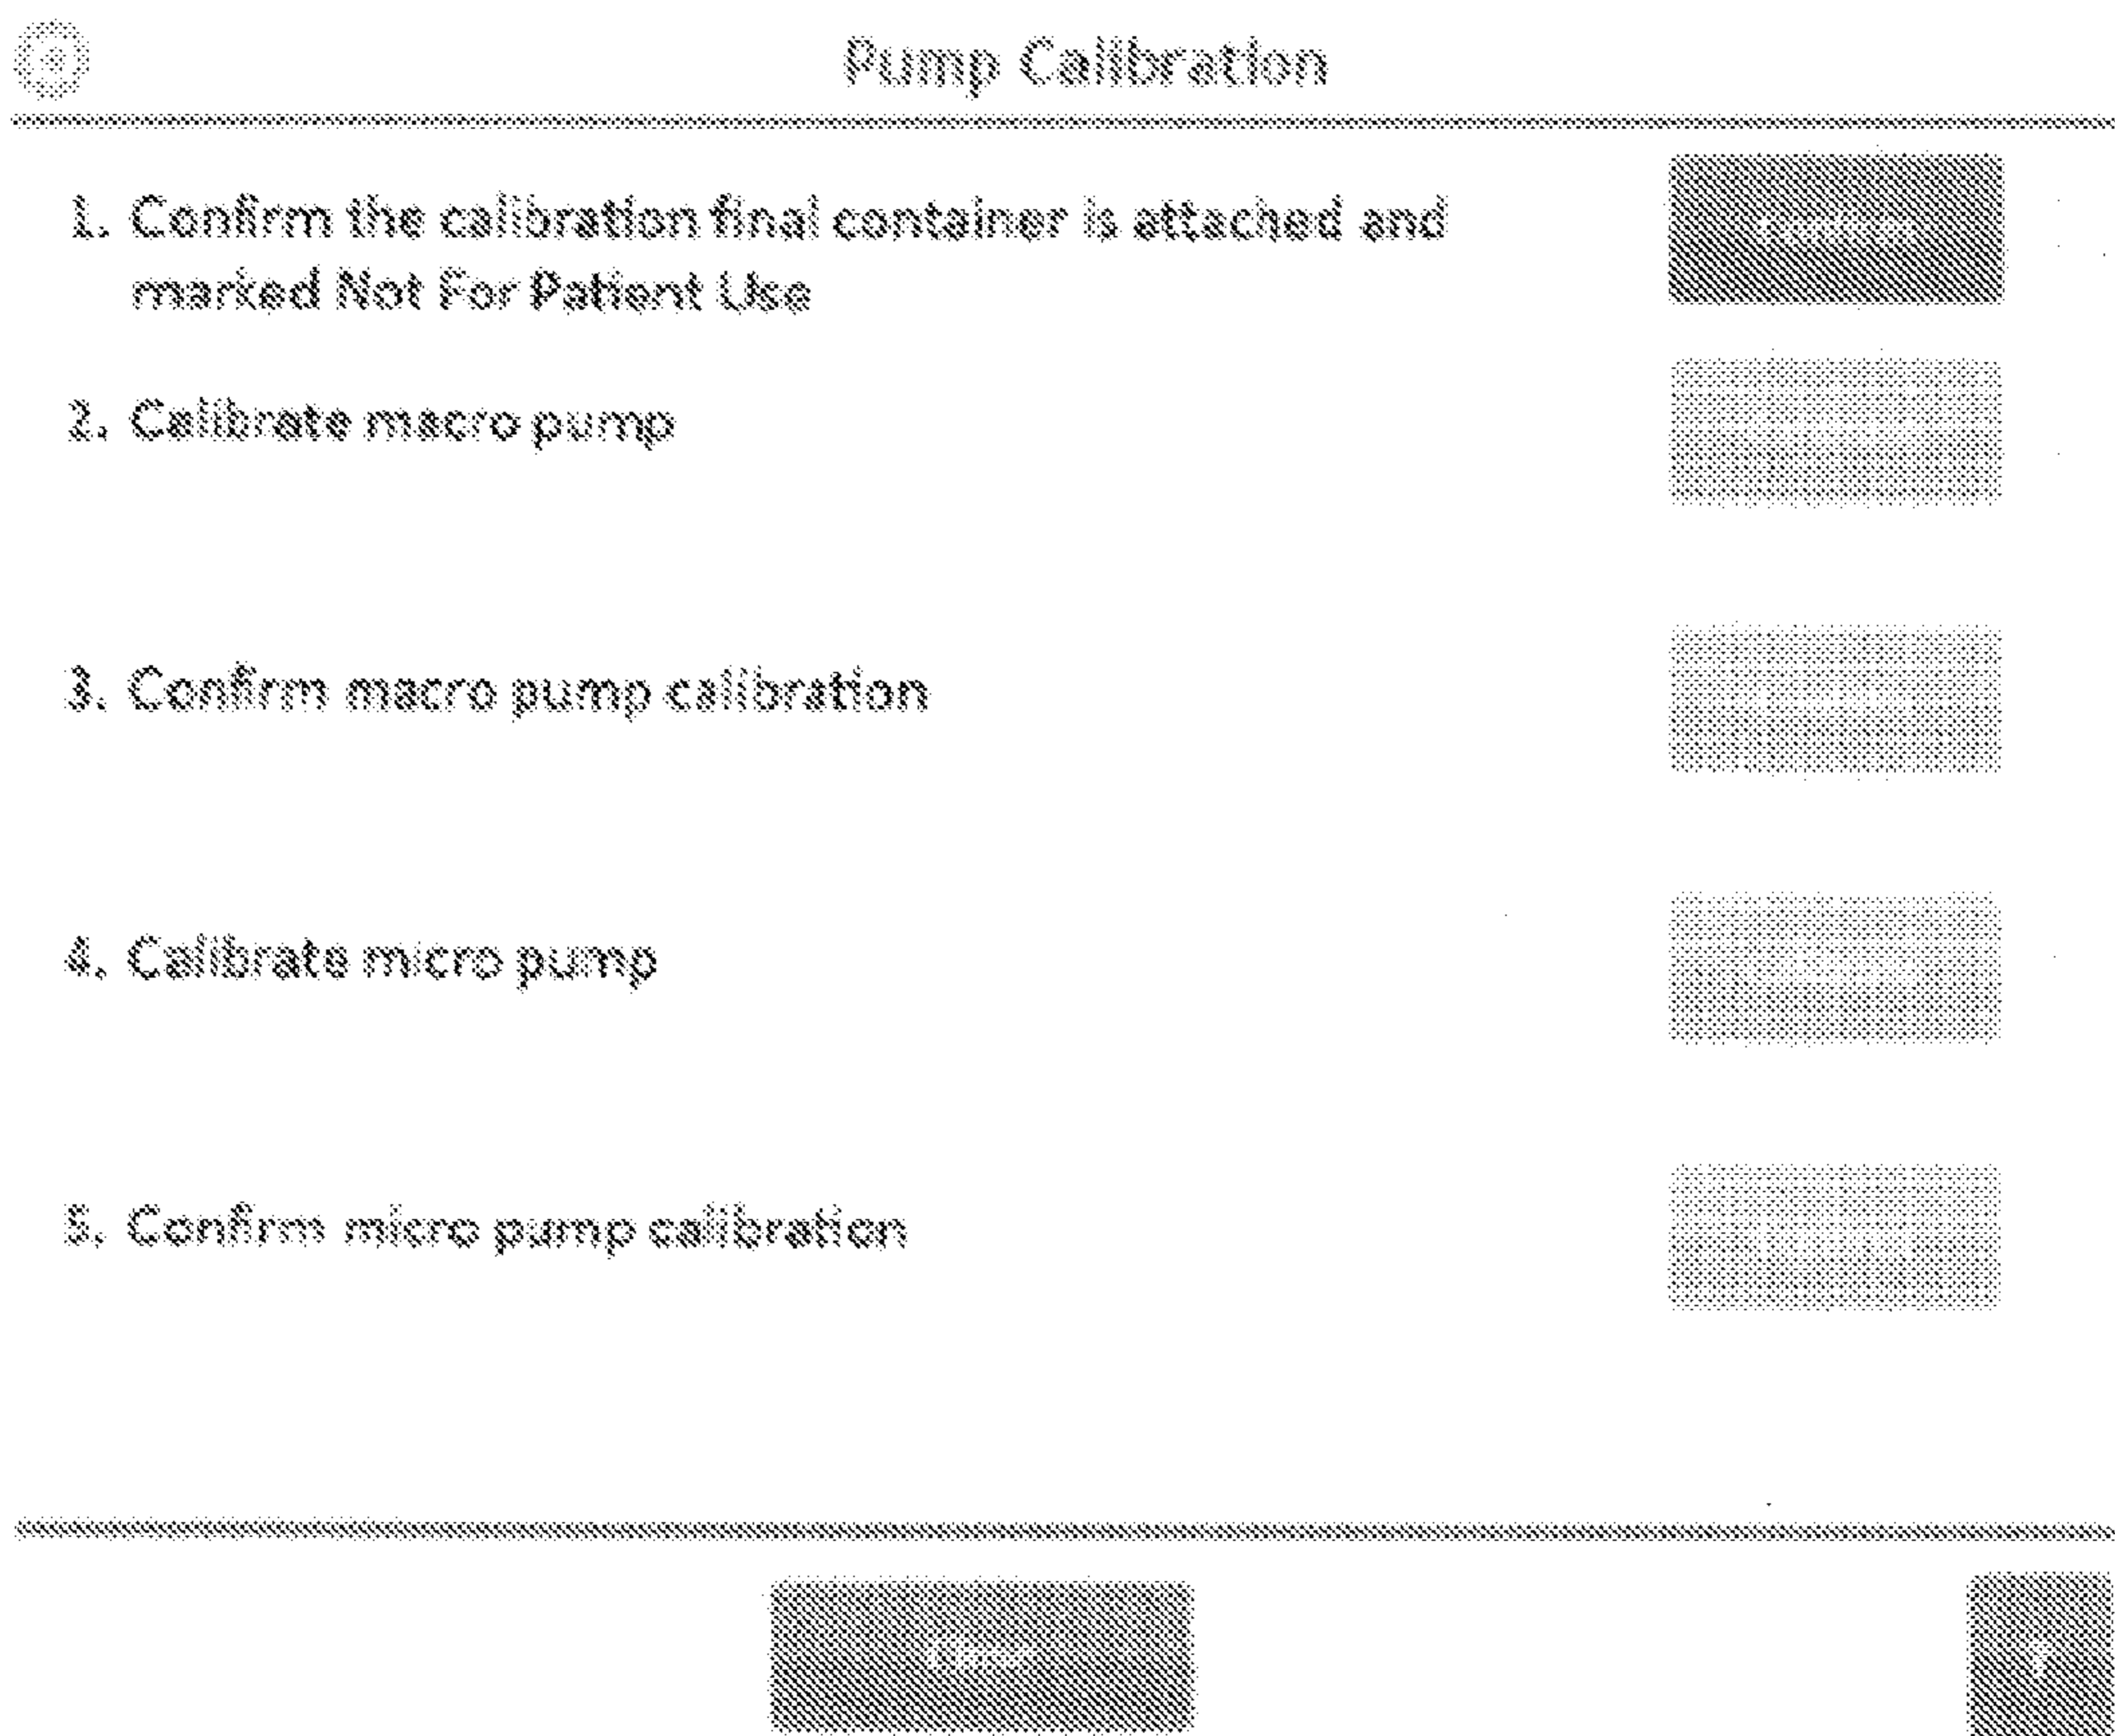 Pump Calibration
1. Confirm the calibration final container is attached and
marked Not For Patient Use
2. Calibrate macro pump
3. Confirm macro pump calibration
4. Calibrate micro pump
5. Confirm micro pump calibration